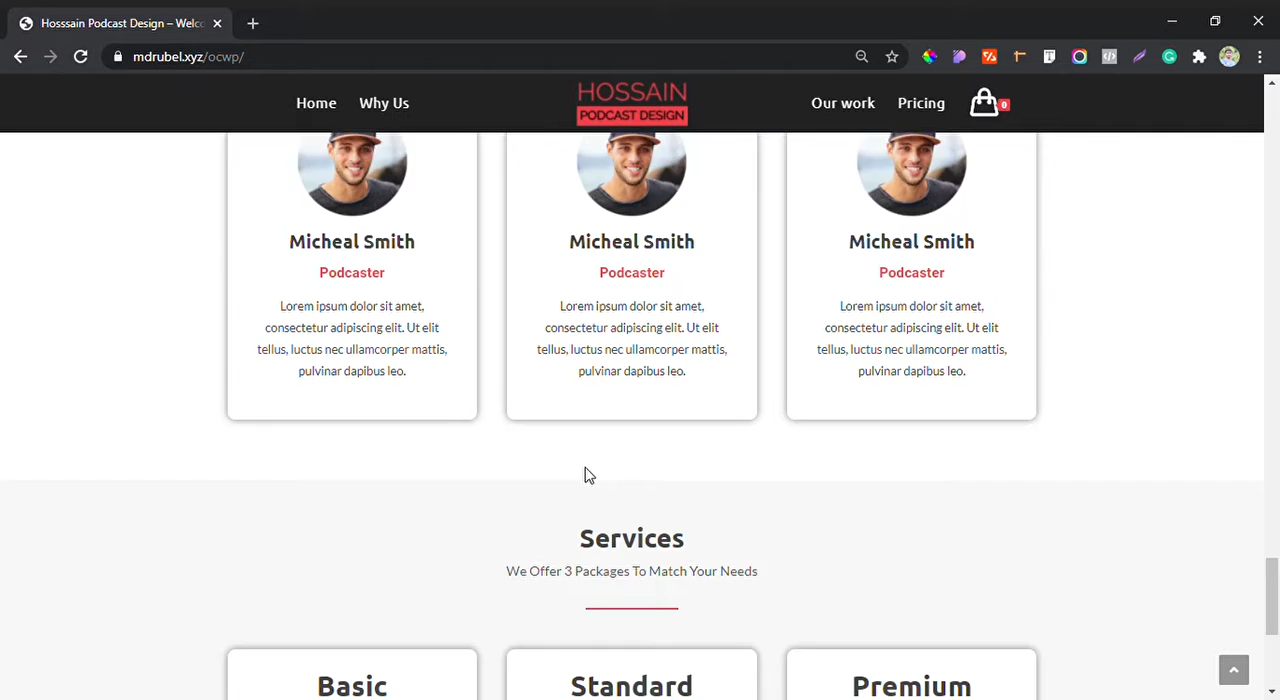 Hosssain Podcast Design – Welc
mdrubel.xyz/ocwp/
Home Why Us HOSSAIN PODCAST DESIGN Our work Pricing 0
Micheal Smith
Podcaster
Lorem ipsum dolor sit amet,
consectetur adipiscing elit. Ut elit
tellus, luctus nec ullamcorper mattis,
pulvinar dapibus leo.
Micheal Smith
Podcaster
Lorem ipsum dolor sit amet,
consectetur adipiscing elit. Ut elit
tellus, luctus nec ullamcorper mattis,
pulvinar dapibus leo.
Micheal Smith
Podcaster
Lorem ipsum dolor sit amet,
consectetur adipiscing elit. Ut elit
tellus, luctus nec ullamcorper mattis,
pulvinar dapibus leo.
Services
We Offer 3 Packages To Match Your Needs
Basic Standard Premium